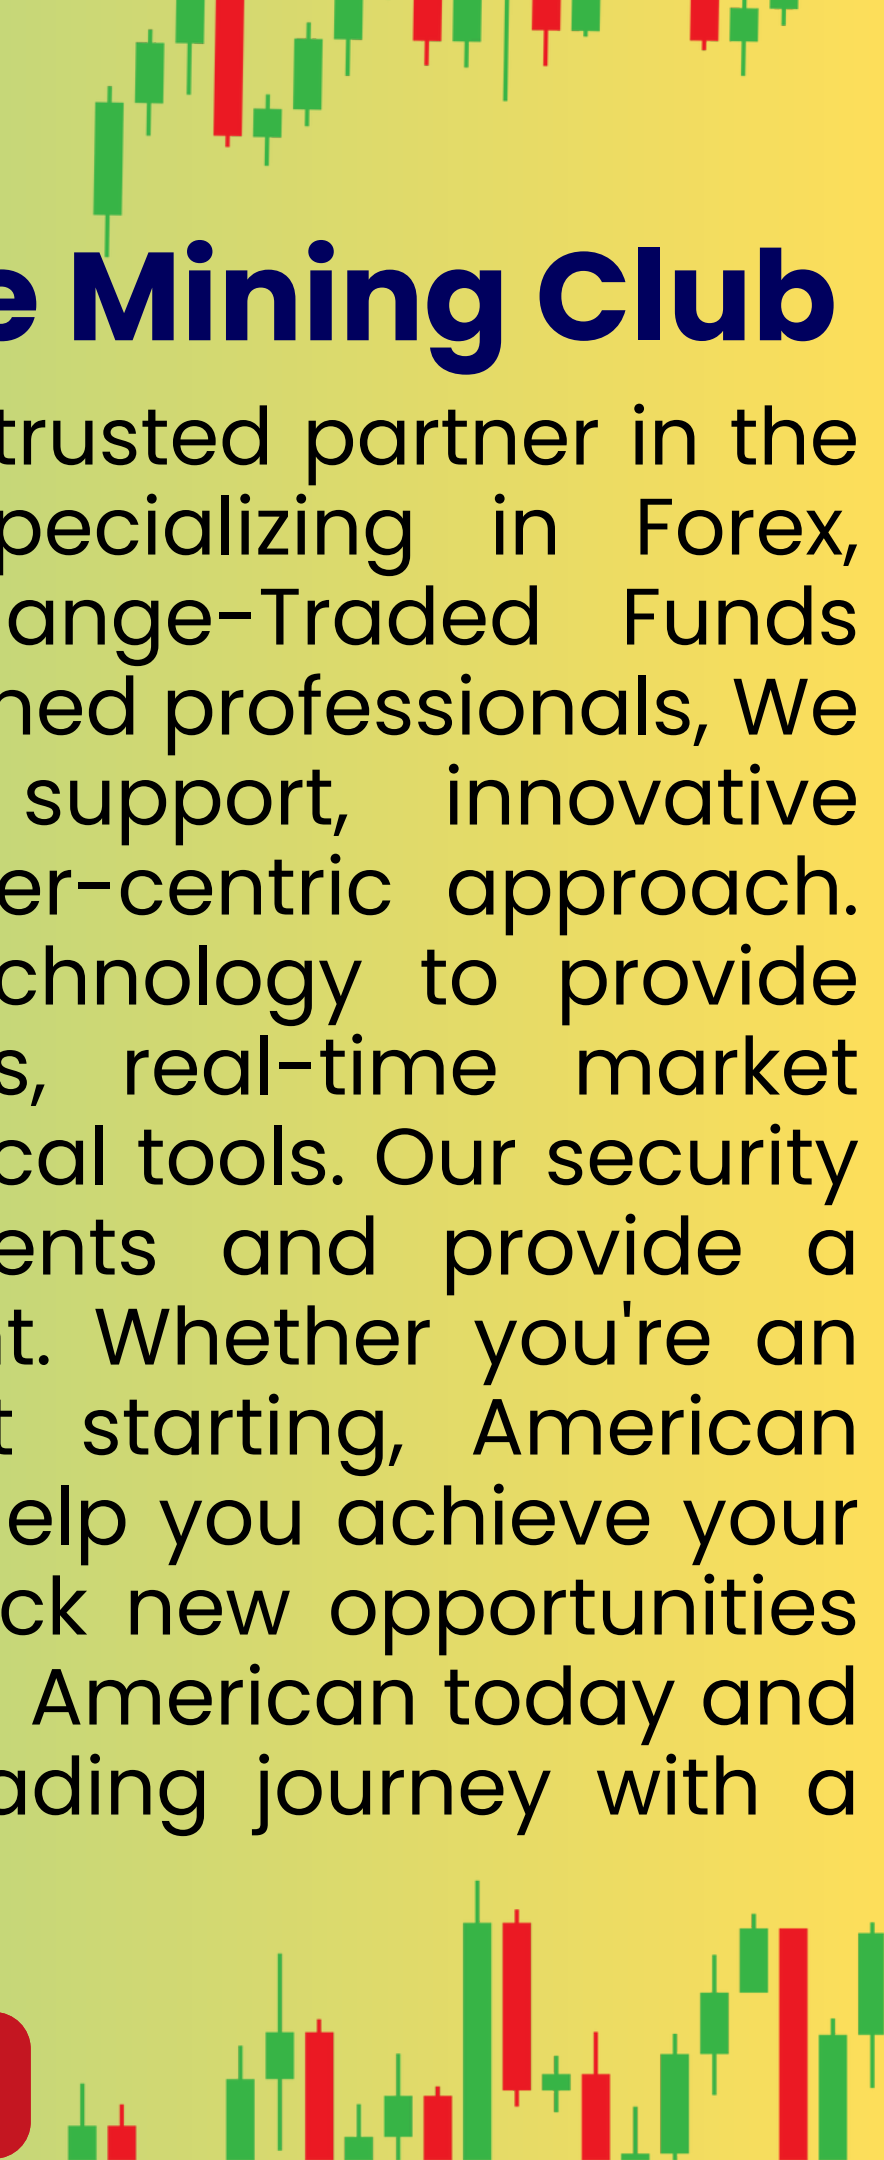 e Mining Club
trusted partner in the
pecializing in Forex,
ange-Traded Funds
ned professionals, We
support, innovative
er-centric approach.
chnology to provide
s, real-time market
cal tools. Our security
ents and provide a
nt. Whether you're an
t starting, American
elp you achieve your
ck new opportunities
American today and
ading journey with a